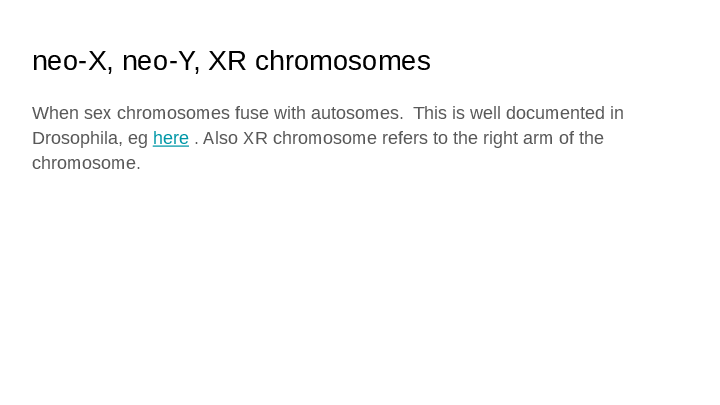 neo-X, neo-Y, XR chromosomes
When sex chromosomes fuse with autosomes.  This is well documented in
Drosophila, eg here . Also XR chromosome refers to the right arm of the
chromosome.